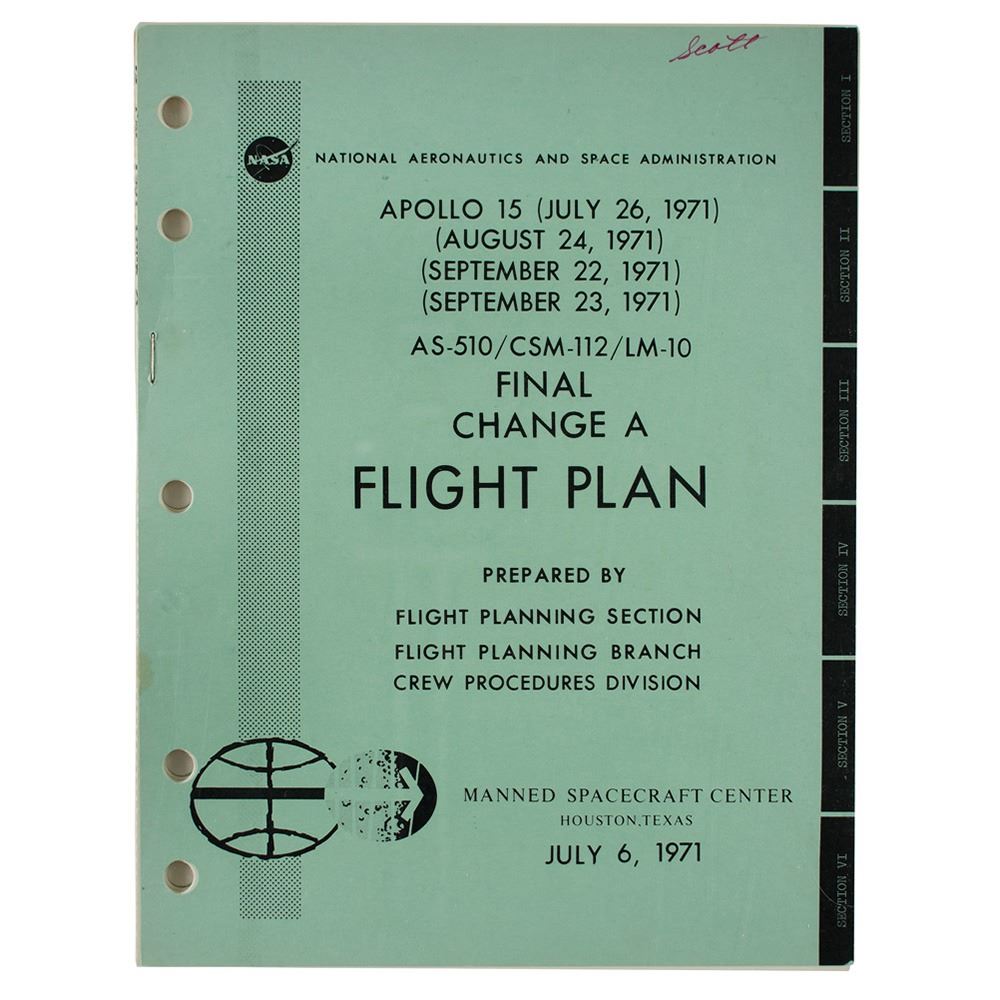 Scott
NASA
NATIONAL AERONAUTICS AND SPACE ADMINISTRATION
APOLLO 15 (JULY 26, 1971)
(AUGUST 24, 1971)
(SEPTEMBER 22, 1971)
(SEPTEMBER 23, 1971)
AS-510/CSM-112/LM-10
FINAL
CHANGE A
FLIGHT PLAN
PREPARED BY
FLIGHT PLANNING SECTION
FLIGHT PLANNING BRANCH
CREW PROCEDURES DIVISION
MANNED SPACECRAFT CENTER
HOUSTON, TEXAS
JULY 6, 1971
SECTION I
SECTION II
SECTION III
SECTION IV
SECTION V
SECTION VI